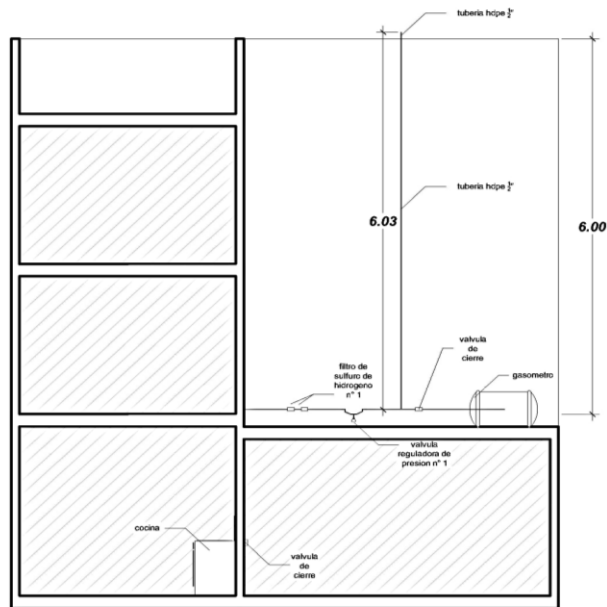 tuberia hdpe ½"
tuberia hdpe ½"
6.03
6.00
valvula
de
cierre
filtro de
sulfuro de
hidrogeno
n° 1
gasometro
valvula
reguladora de
presion n° 1
cocina
valvula
de
cierre